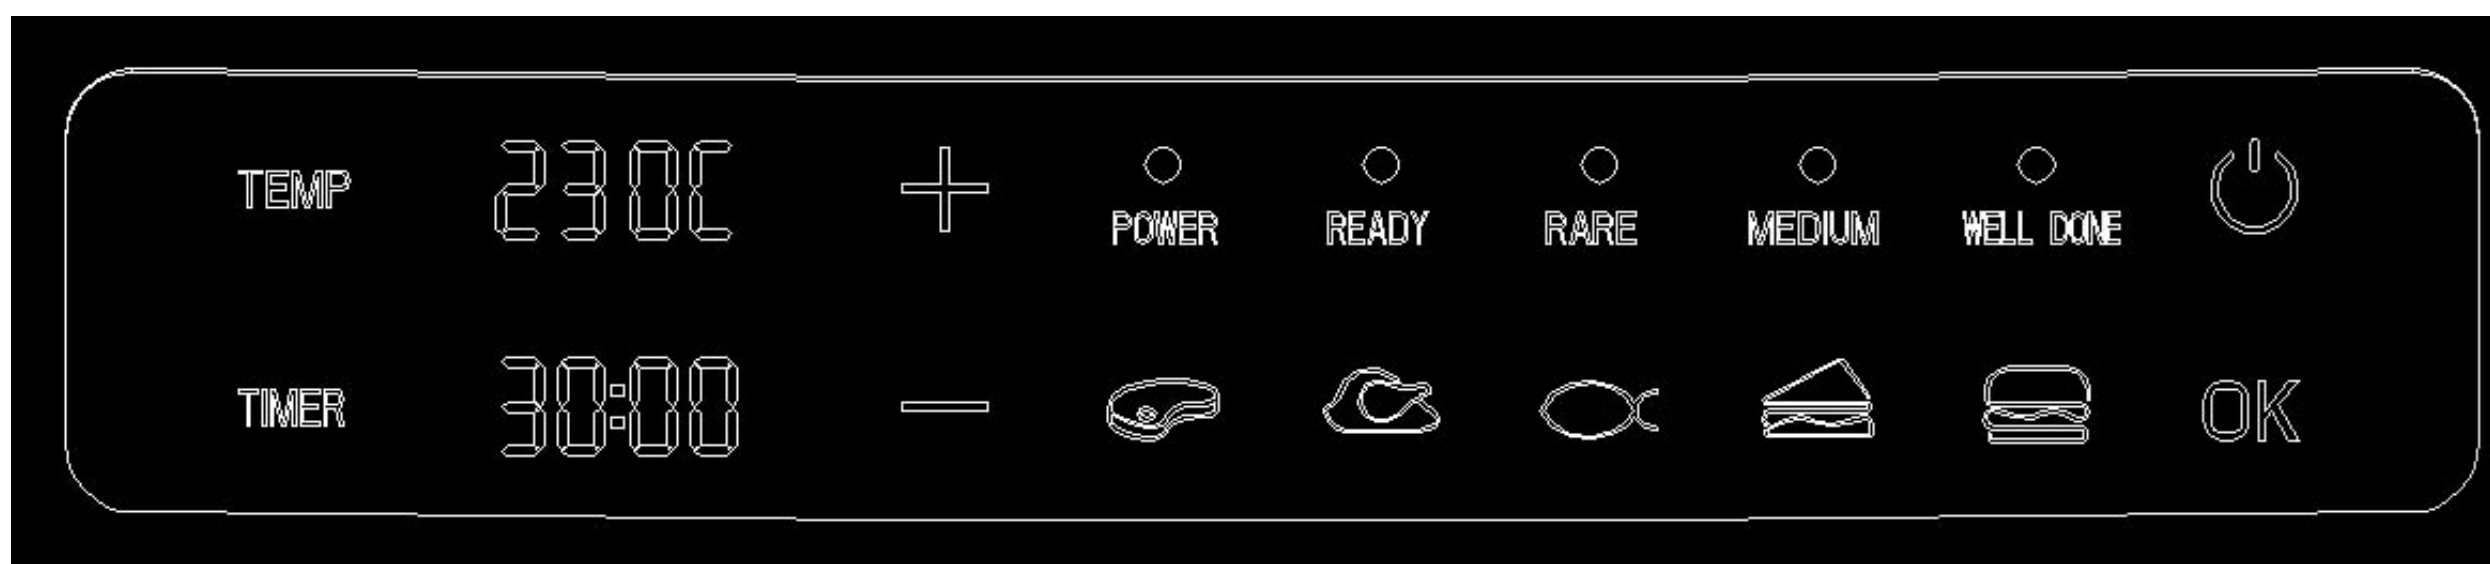 TEMP 230C
POWER READY RARE MEDIUM WELL DONE
TIMER 30:00 OK